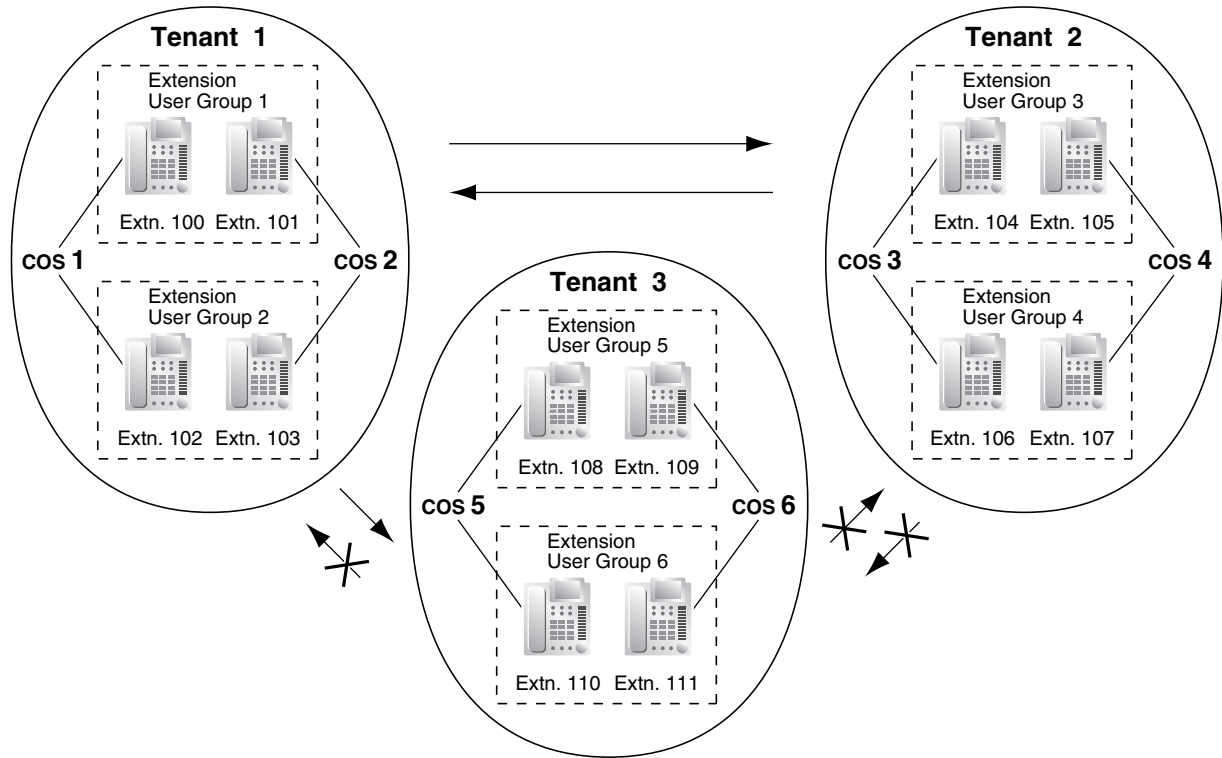 Tenant 1
Extension
User Group 1
Extn. 100 Extn. 101
COS 1
COS 2
Extension
User Group 2
Extn. 102 Extn. 103
Tenant 2
Extension
User Group 3
Extn. 104 Extn. 105
COS 3
COS 4
Extension
User Group 4
Extn. 106 Extn. 107
Tenant 3
Extension
User Group 5
Extn. 108 Extn. 109
COS 5
COS 6
Extension
User Group 6
Extn. 110 Extn. 111